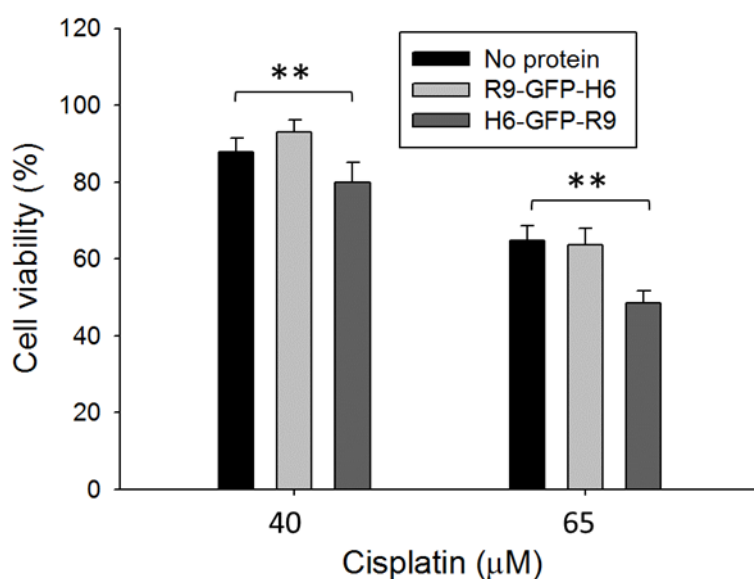 120
100
80
60
40
20
0
Cell viability (%)
No protein
R9-GFP-H6
H6-GFP-R9
**
**
40
65
Cisplatin (μM)